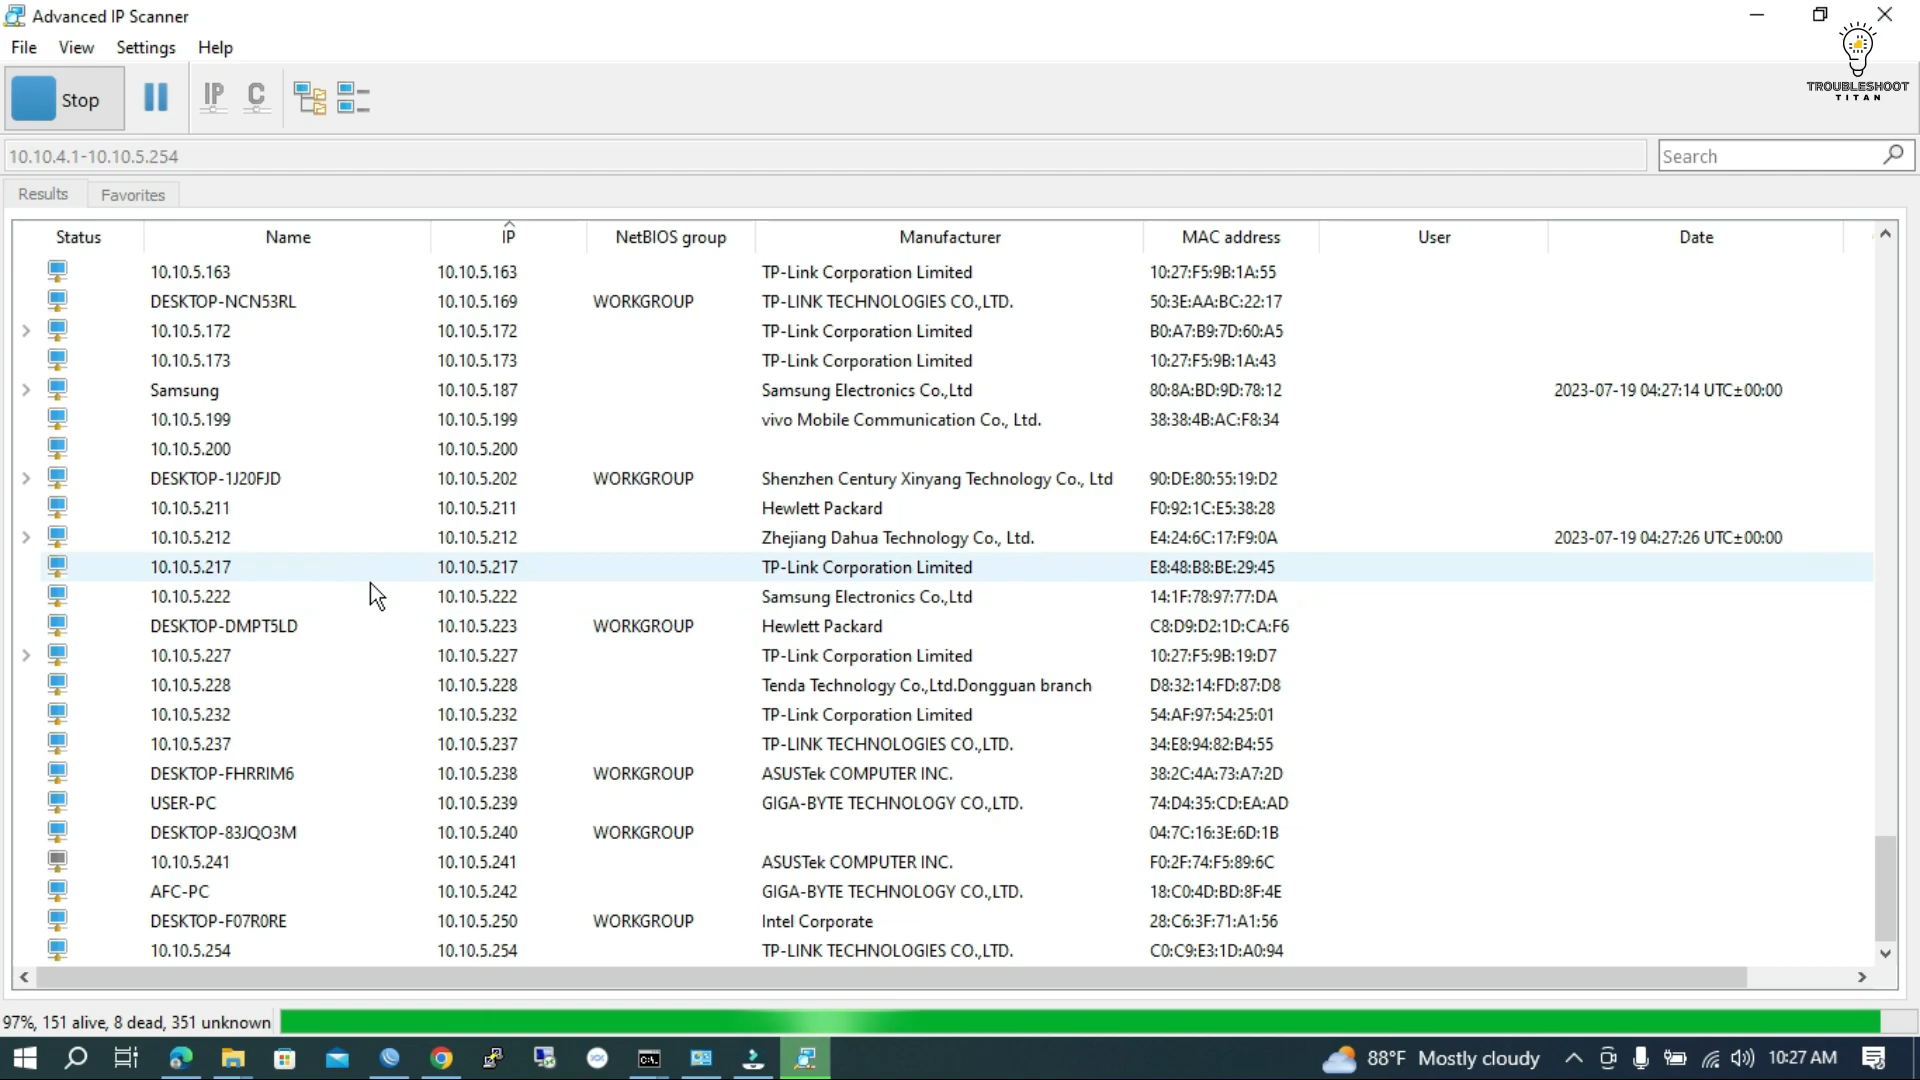 Advanced IP Scanner
File View Settings Help
TROUBLESHOOT
TITAN
Stop IP C
10.10.4.1-10.10.5.254 Search
Results Favorites
Status Name IP NetBIOS group Manufacturer MAC address User Date
10.10.5.163 10.10.5.163 TP-Link Corporation Limited 10:27:F5:9B:1A:55
DESKTOP-NCN53RL 10.10.5.169 WORKGROUP TP-LINK TECHNOLOGIES CO.,LTD. 50:3E:AA:BC:22:17
10.10.5.172 10.10.5.172 TP-Link Corporation Limited B0:A7:B9:7D:60:A5
10.10.5.173 10.10.5.173 TP-Link Corporation Limited 10:27:F5:9B:1A:43
Samsung 10.10.5.187 Samsung Electronics Co.,Ltd 80:8A:BD:9D:78:12 2023-07-19 04:27:14 UTC±00:00
10.10.5.199 10.10.5.199 vivo Mobile Communication Co., Ltd. 38:38:4B:AC:F8:34
10.10.5.200 10.10.5.200
DESKTOP-1J20FJD 10.10.5.202 WORKGROUP Shenzhen Century Xinyang Technology Co., Ltd 90:DE:80:55:19:D2
10.10.5.211 10.10.5.211 Hewlett Packard F0:92:1C:E5:38:28
10.10.5.212 10.10.5.212 Zhejiang Dahua Technology Co., Ltd. E4:24:6C:17:F9:0A 2023-07-19 04:27:26 UTC±00:00
10.10.5.217 10.10.5.217 TP-Link Corporation Limited E8:48:B8:BE:29:45
10.10.5.222 10.10.5.222 Samsung Electronics Co.,Ltd 14:1F:78:97:77:DA
DESKTOP-DMPT5LD 10.10.5.223 WORKGROUP Hewlett Packard C8:D9:D2:1D:CA:F6
10.10.5.227 10.10.5.227 TP-Link Corporation Limited 10:27:F5:9B:19:D7
10.10.5.228 10.10.5.228 Tenda Technology Co.,Ltd.Dongguan branch D8:32:14:FD:87:D8
10.10.5.232 10.10.5.232 TP-Link Corporation Limited 54:AF:97:54:25:01
10.10.5.237 10.10.5.237 TP-LINK TECHNOLOGIES CO.,LTD. 34:E8:94:82:B4:55
DESKTOP-FHRRIM6 10.10.5.238 WORKGROUP ASUSTek COMPUTER INC. 38:2C:4A:73:A7:2D
USER-PC 10.10.5.239 GIGA-BYTE TECHNOLOGY CO.,LTD. 74:D4:35:CD:EA:AD
DESKTOP-83JQO3M 10.10.5.240 WORKGROUP 04:7C:16:3E:6D:1B
10.10.5.241 10.10.5.241 ASUSTek COMPUTER INC. F0:2F:74:F5:89:6C
AFC-PC 10.10.5.242 GIGA-BYTE TECHNOLOGY CO.,LTD. 18:C0:4D:BD:8F:4E
DESKTOP-F07R0RE 10.10.5.250 WORKGROUP Intel Corporate 28:C6:3F:71:A1:56
10.10.5.254 10.10.5.254 TP-LINK TECHNOLOGIES CO.,LTD. C0:C9:E3:1D:A0:94
97%, 151 alive, 8 dead, 351 unknown
88°F Mostly cloudy 10:27 AM